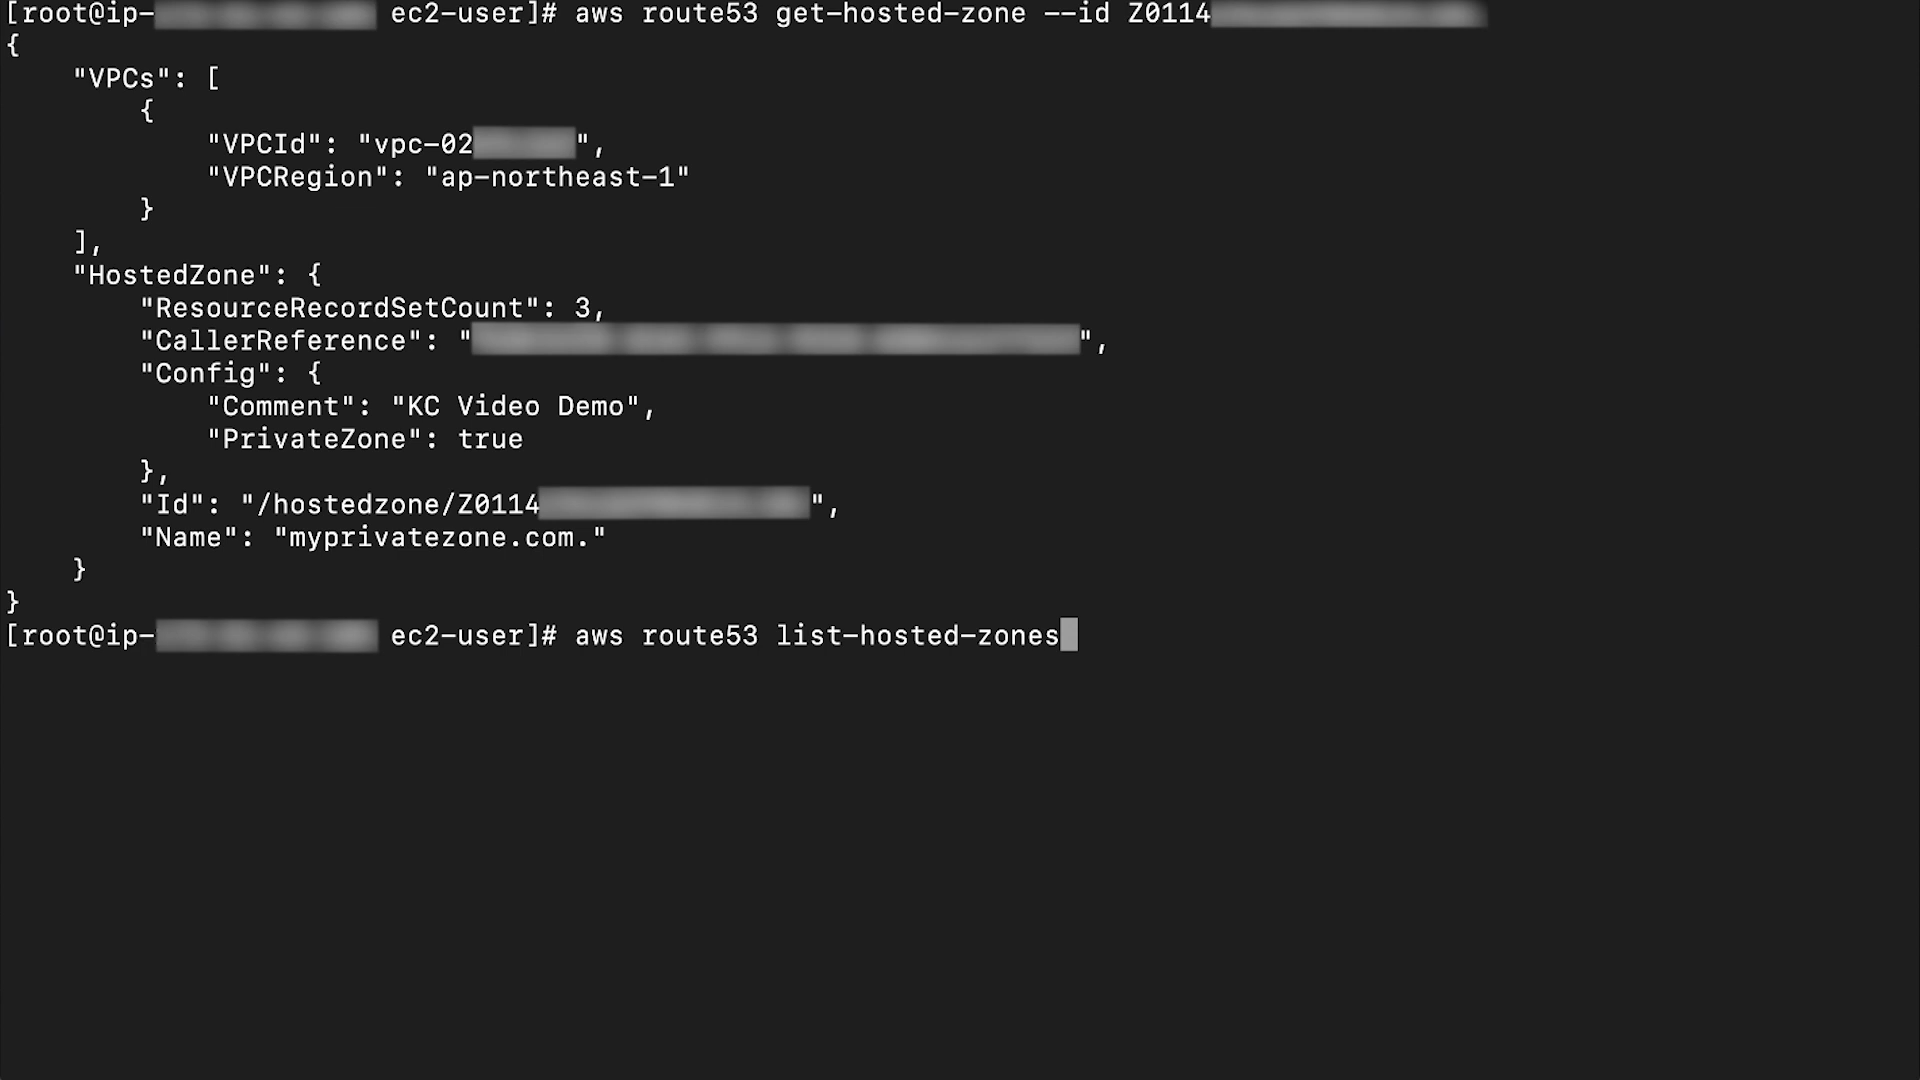 [root@ip- ec2-user]# aws route53 get-hosted-zone --id Z0114
{
    "VPCs": [
        {
            "VPCId": "vpc-02",
            "VPCRegion": "ap-northeast-1"
        }
    ],
    "HostedZone": {
        "ResourceRecordSetCount": 3,
        "CallerReference": "",
        "Config": {
            "Comment": "KC Video Demo",
            "PrivateZone": true
        },
        "Id": "/hostedzone/Z0114",
        "Name": "myprivatezone.com."
    }
}
[root@ip- ec2-user]# aws route53 list-hosted-zones